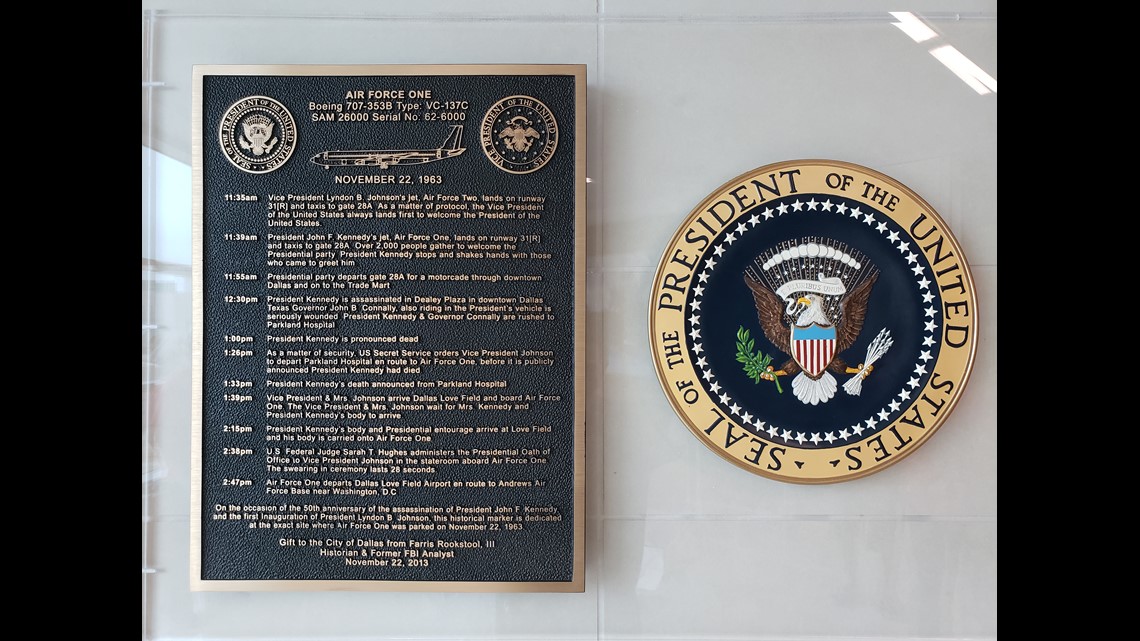 AIR FORCE ONE
Boeing 707-353B Type: VC-137C
SAM 26000 Serial No. 62-6000
SEAL OF THE PRESIDENT OF THE UNITED STATES
VICE PRESIDENT OF THE UNITED STATES
NOVEMBER 22, 1963
11:35am Vice President Lyndon B. Johnson's jet, Air Force Two, lands on runway
31[R] and taxis to gate 28A. As a matter of protocol, the Vice President
of the United States always lands first to welcome the President of the
United States.
11:39am President John F. Kennedy's jet, Air Force One, lands on runway 31[R]
and taxis to gate 28A. Over 2,000 people gather to welcome the
Presidential party. President Kennedy stops and shakes hands with those
who came to greet him.
11:55am Presidential party departs gate 28A for a motorcade through downtown
Dallas and on to the Trade Mart
12:30pm President Kennedy is assassinated in Dealey Plaza in downtown Dallas
Texas Governor John B. Connally, also riding in the President's vehicle is
seriously wounded. President Kennedy & Governor Connally are rushed to
Parkland Hospital
1:00pm President Kennedy is pronounced dead
1:26pm As a matter of security, US Secret Service orders Vice President Johnson
to depart Parkland Hospital en route to Air Force One, before it is publicly
announced President Kennedy had died.
1:33pm President Kennedy's death announced from Parkland Hospital
1:39pm Vice President & Mrs. Johnson arrive Dallas Love Field and board Air Force
One. The Vice President & Mrs. Johnson wait for Mrs. Kennedy and
President Kennedy's body to arrive
2:15pm President Kennedy's body and Presidential entourage arrive at Love Field
and his body is carried onto Air Force One
2:38pm U.S. Federal Judge Sarah T. Hughes administers the Presidential Oath of
Office to Vice President Johnson in the stateroom aboard Air Force One.
The swearing in ceremony lasts 28 seconds.
2:47pm Air Force One departs Dallas Love Field Airport en route to Andrews Air
Force Base near Washington, D.C
On the occasion of the 50th anniversary of the assassination of President John F. Kennedy,
and the first Inauguration of President Lyndon B. Johnson, this historical marker is dedicated
at the exact site where Air Force One was parked on November 22, 1963.
Gift to the City of Dallas from Farris Rookstool, III
Historian & Former FBI Analyst
November 22, 2013
SEAL OF THE PRESIDENT OF THE UNITED STATES
PLURIBUS UNUM